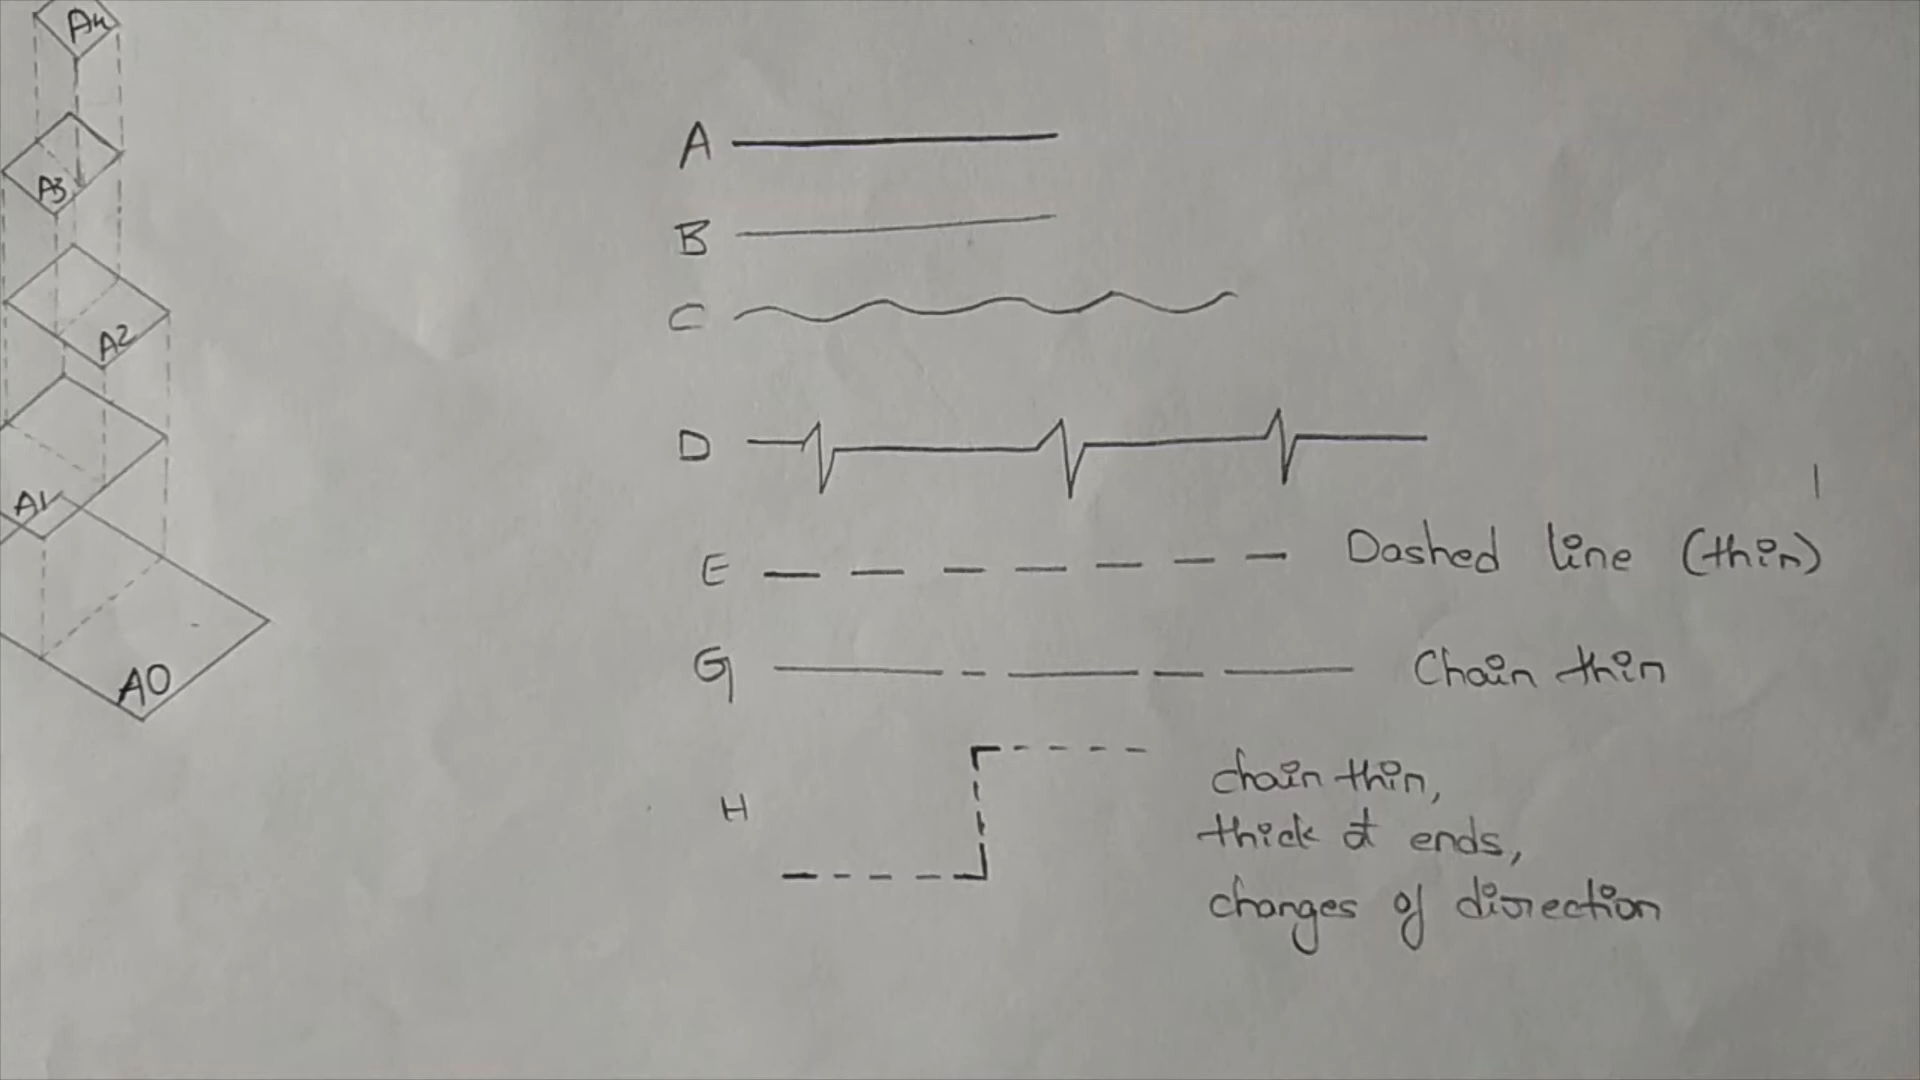 A4
A3
A2
A1
A0
A
B
C
D
E Dashed line (thin)
G Chain thin
H
chain thin,
thick at ends,
changes of direction